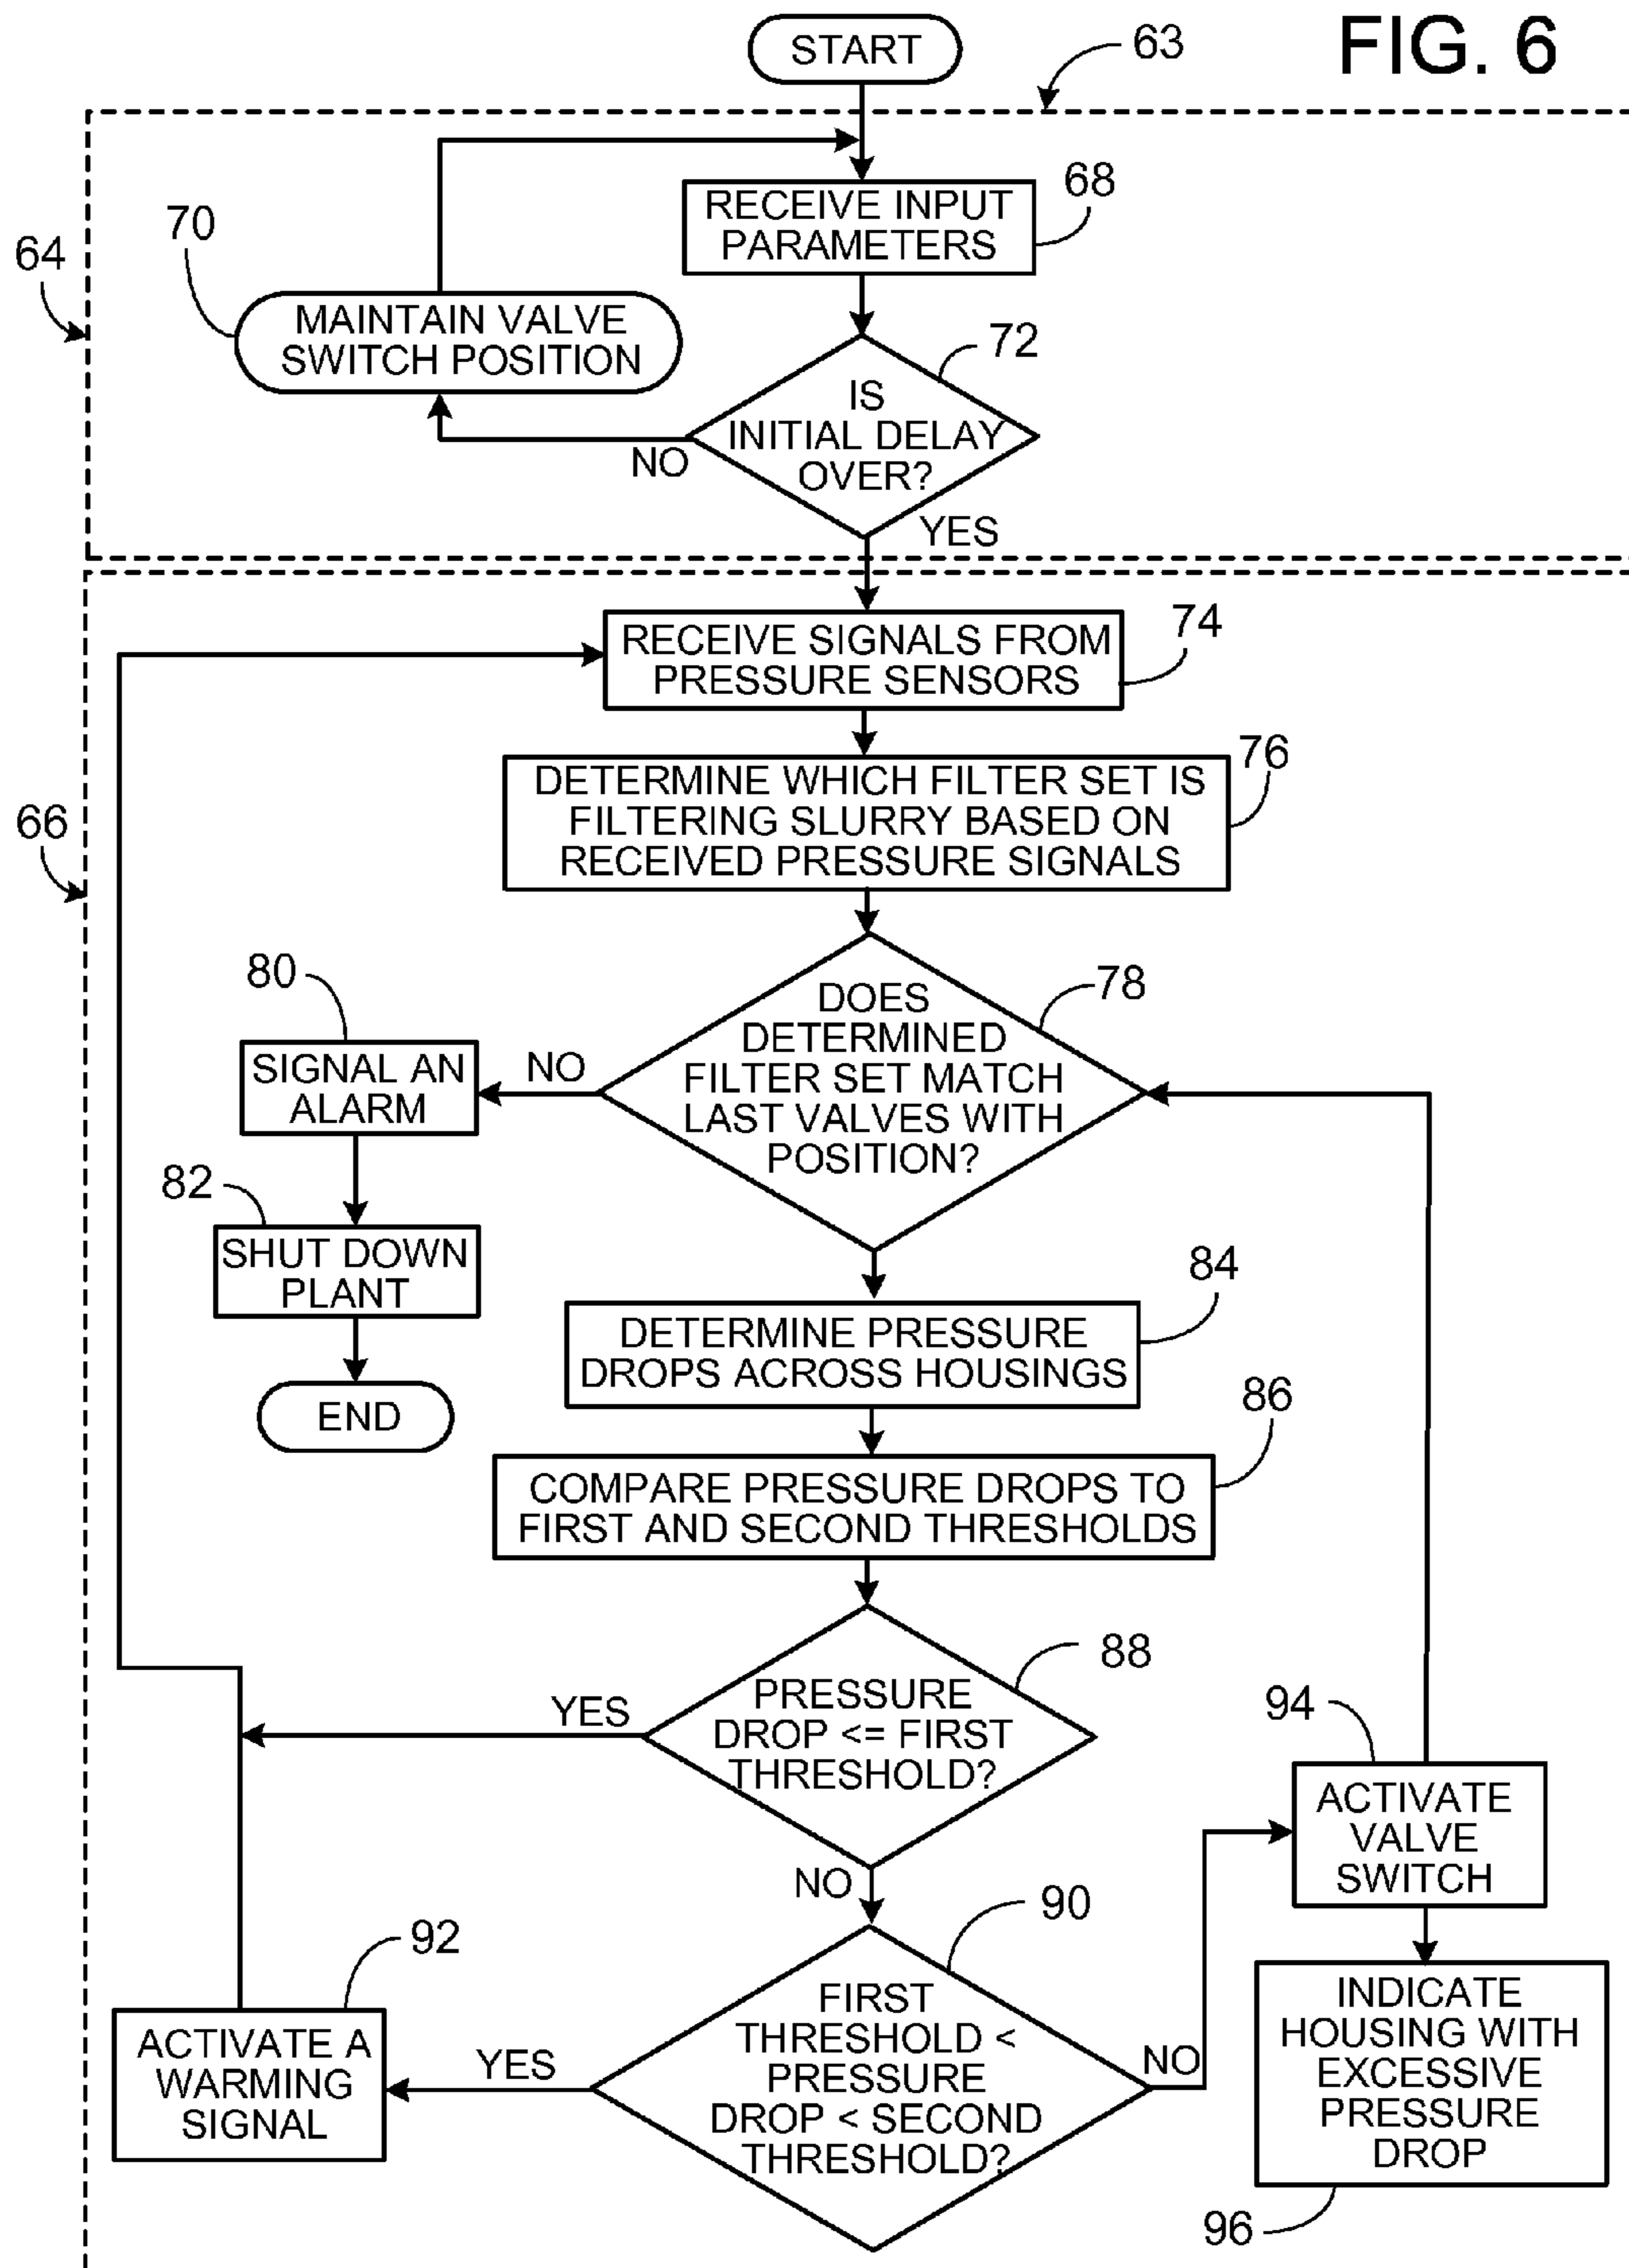 FIG. 6
START
63
64
RECEIVE INPUT
PARAMETERS
68
70
MAINTAIN VALVE
SWITCH POSITION
72
IS
INITIAL DELAY
OVER?
NO
YES
66
RECEIVE SIGNALS FROM
PRESSURE SENSORS
74
DETERMINE WHICH FILTER SET IS
FILTERING SLURRY BASED ON
RECEIVED PRESSURE SIGNALS
76
DOES
DETERMINED
FILTER SET MATCH
LAST VALVES WITH
POSITION?
78
NO
80
SIGNAL AN
ALARM
82
SHUT DOWN
PLANT
END
84
DETERMINE PRESSURE
DROPS ACROSS HOUSINGS
86
COMPARE PRESSURE DROPS TO
FIRST AND SECOND THRESHOLDS
88
PRESSURE
DROP <= FIRST
THRESHOLD?
YES
NO
90
FIRST
THRESHOLD <
PRESSURE
DROP < SECOND
THRESHOLD?
YES
NO
92
ACTIVATE A
WARMING
SIGNAL
94
ACTIVATE
VALVE
SWITCH
INDICATE
HOUSING WITH
EXCESSIVE
PRESSURE
DROP
96